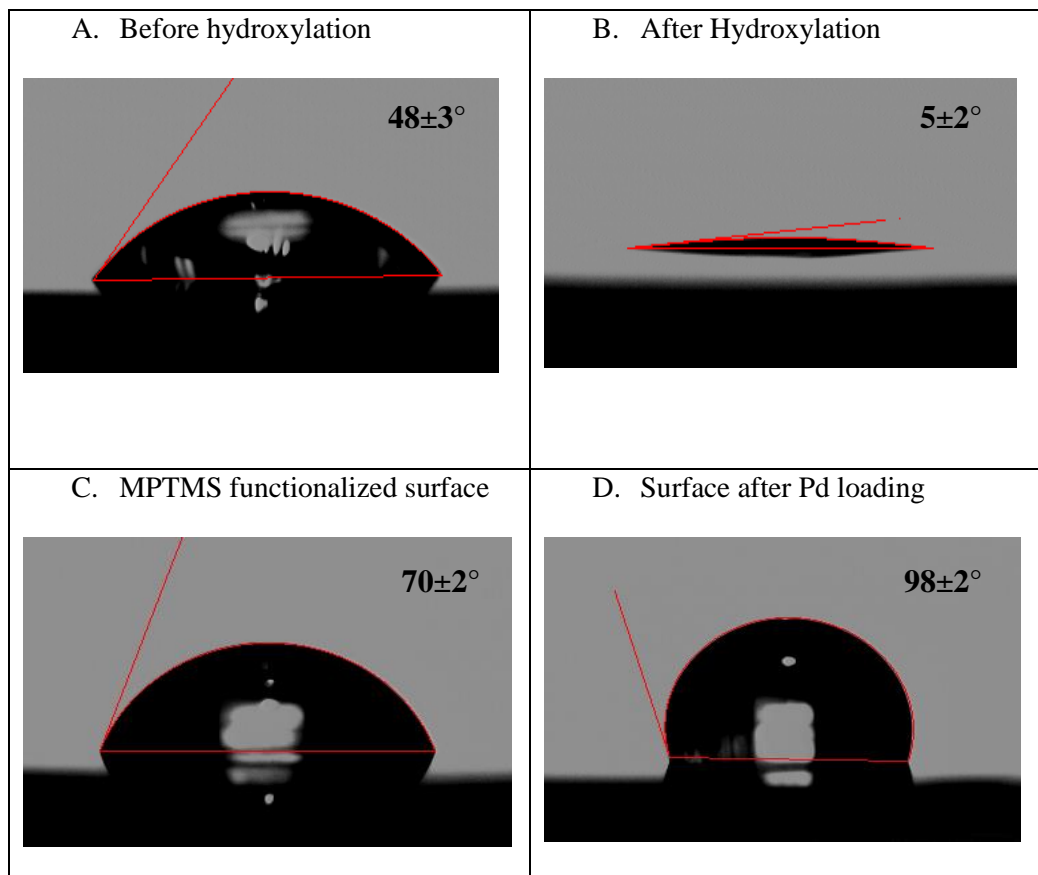 A. Before hydroxylation
48±3°
B. After Hydroxylation
5±2°
C. MPTMS functionalized surface
70±2°
D. Surface after Pd loading
98±2°